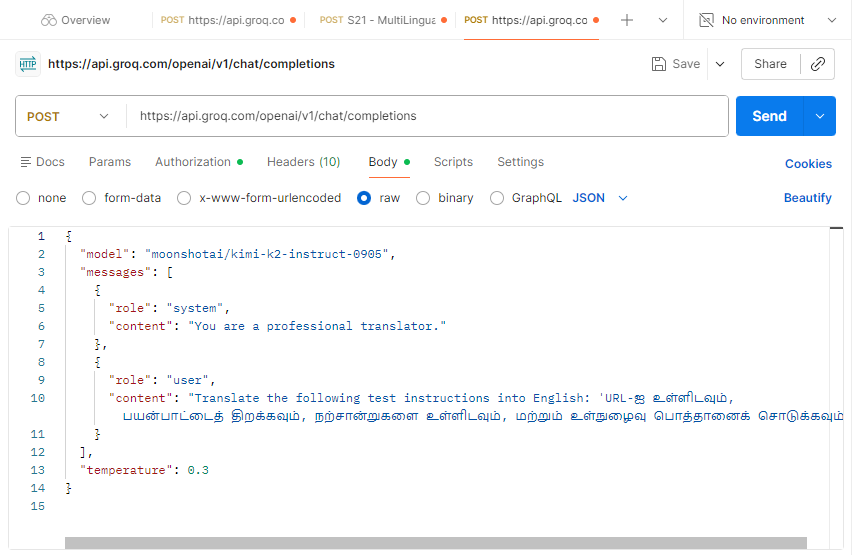 Overview
POST https://api.groq.co
POST S21 - MultiLingua
POST https://api.groq.co
No environment
HTTP https://api.groq.com/openai/v1/chat/completions
Save
Share
POST
https://api.groq.com/openai/v1/chat/completions
Send
Docs Params Authorization Headers (10) Body Scripts Settings
Cookies
none form-data x-www-form-urlencoded raw binary GraphQL JSON
Beautify
1 {
2 "model": "moonshotai/kimi-k2-instruct-0905",
3 "messages": [
4 {
5 "role": "system",
6 "content": "You are a professional translator."
7 },
8 {
9 "role": "user",
10 "content": "Translate the following test instructions into English: 'URL-ஐ உள்ளிடவும்,
பயன்பாட்டைத் திறக்கவும், நற்சான்றுகளை உள்ளிடவும், மற்றும் உள்நுழைவு பொத்தானைக் சொடுக்கவும்
11 }
12 ],
13 "temperature": 0.3
14 }
15